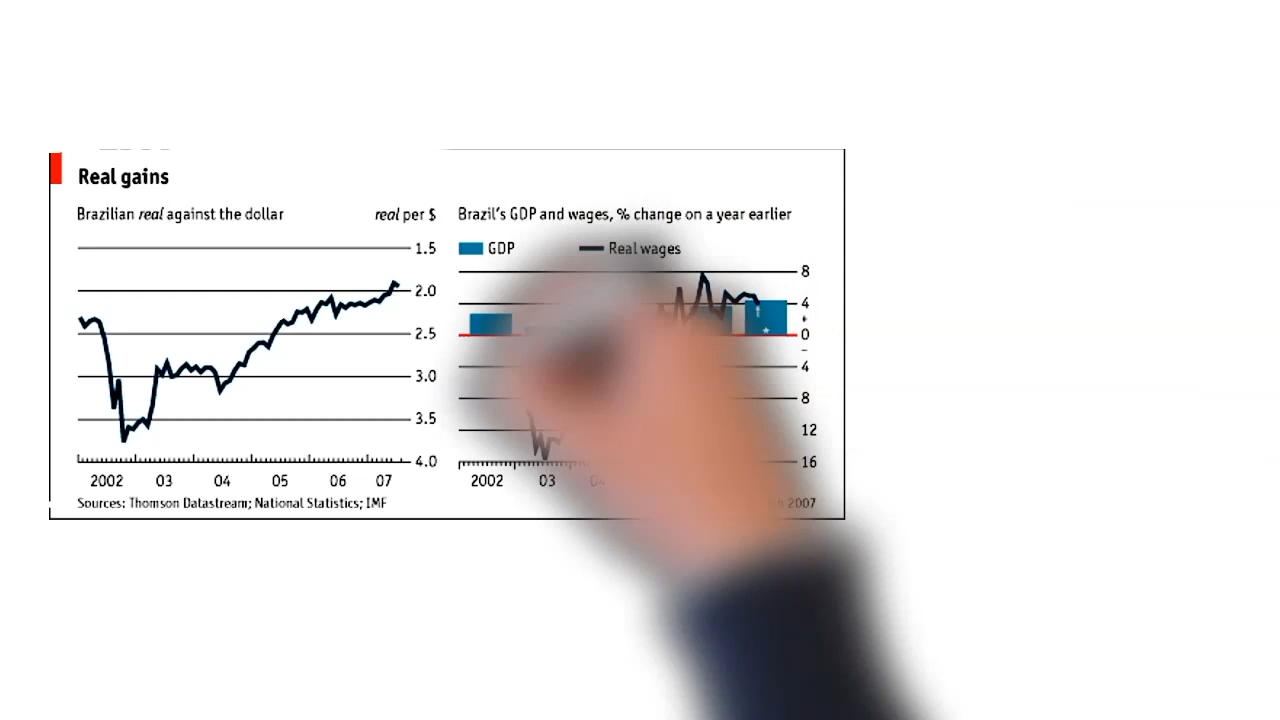 Real gains
Brazilian real against the dollar
real per $
1.5
2.0
2.5
3.0
3.5
4.0
2002 03 04 05 06 07
Sources: Thomson Datastream; National Statistics; IMF
Brazil's GDP and wages, % change on a year earlier
GDP Real wages
8
4
+
0
–
4
8
12
16
2002 03 04
2007